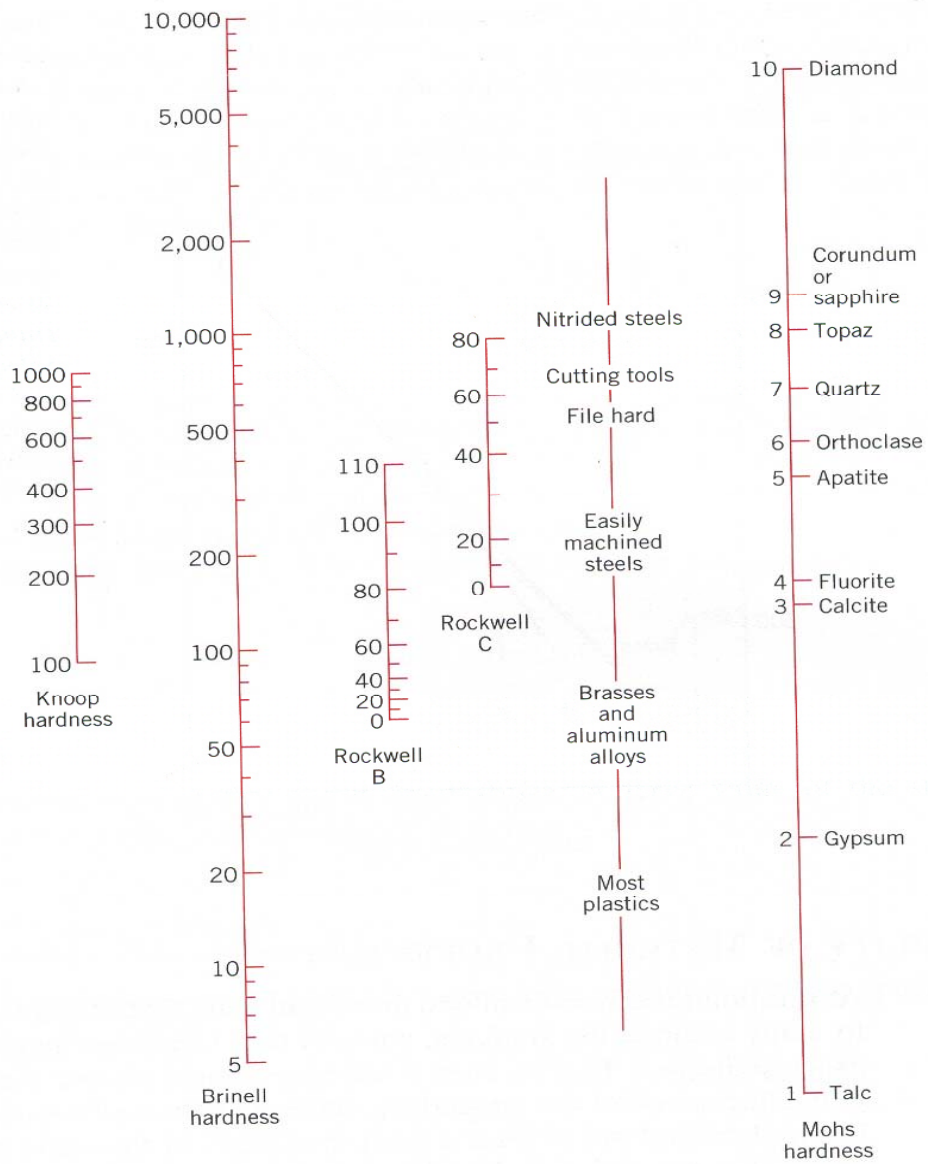 1000
800
600
400
300
200
100
Knoop
hardness
10,000
5,000
2,000
1,000
500
200
100
50
20
10
5
Brinell
hardness
110
100
80
60
40
20
0
Rockwell
B
80
60
40
20
0
Rockwell
C
Nitrided steels
Cutting tools
File hard
Easily
machined
steels
Brasses
and
aluminum
alloys
Most
plastics
10 Diamond
Corundum
or
9 sapphire
8 Topaz
7 Quartz
6 Orthoclase
5 Apatite
4 Fluorite
3 Calcite
2 Gypsum
1 Talc
Mohs
hardness